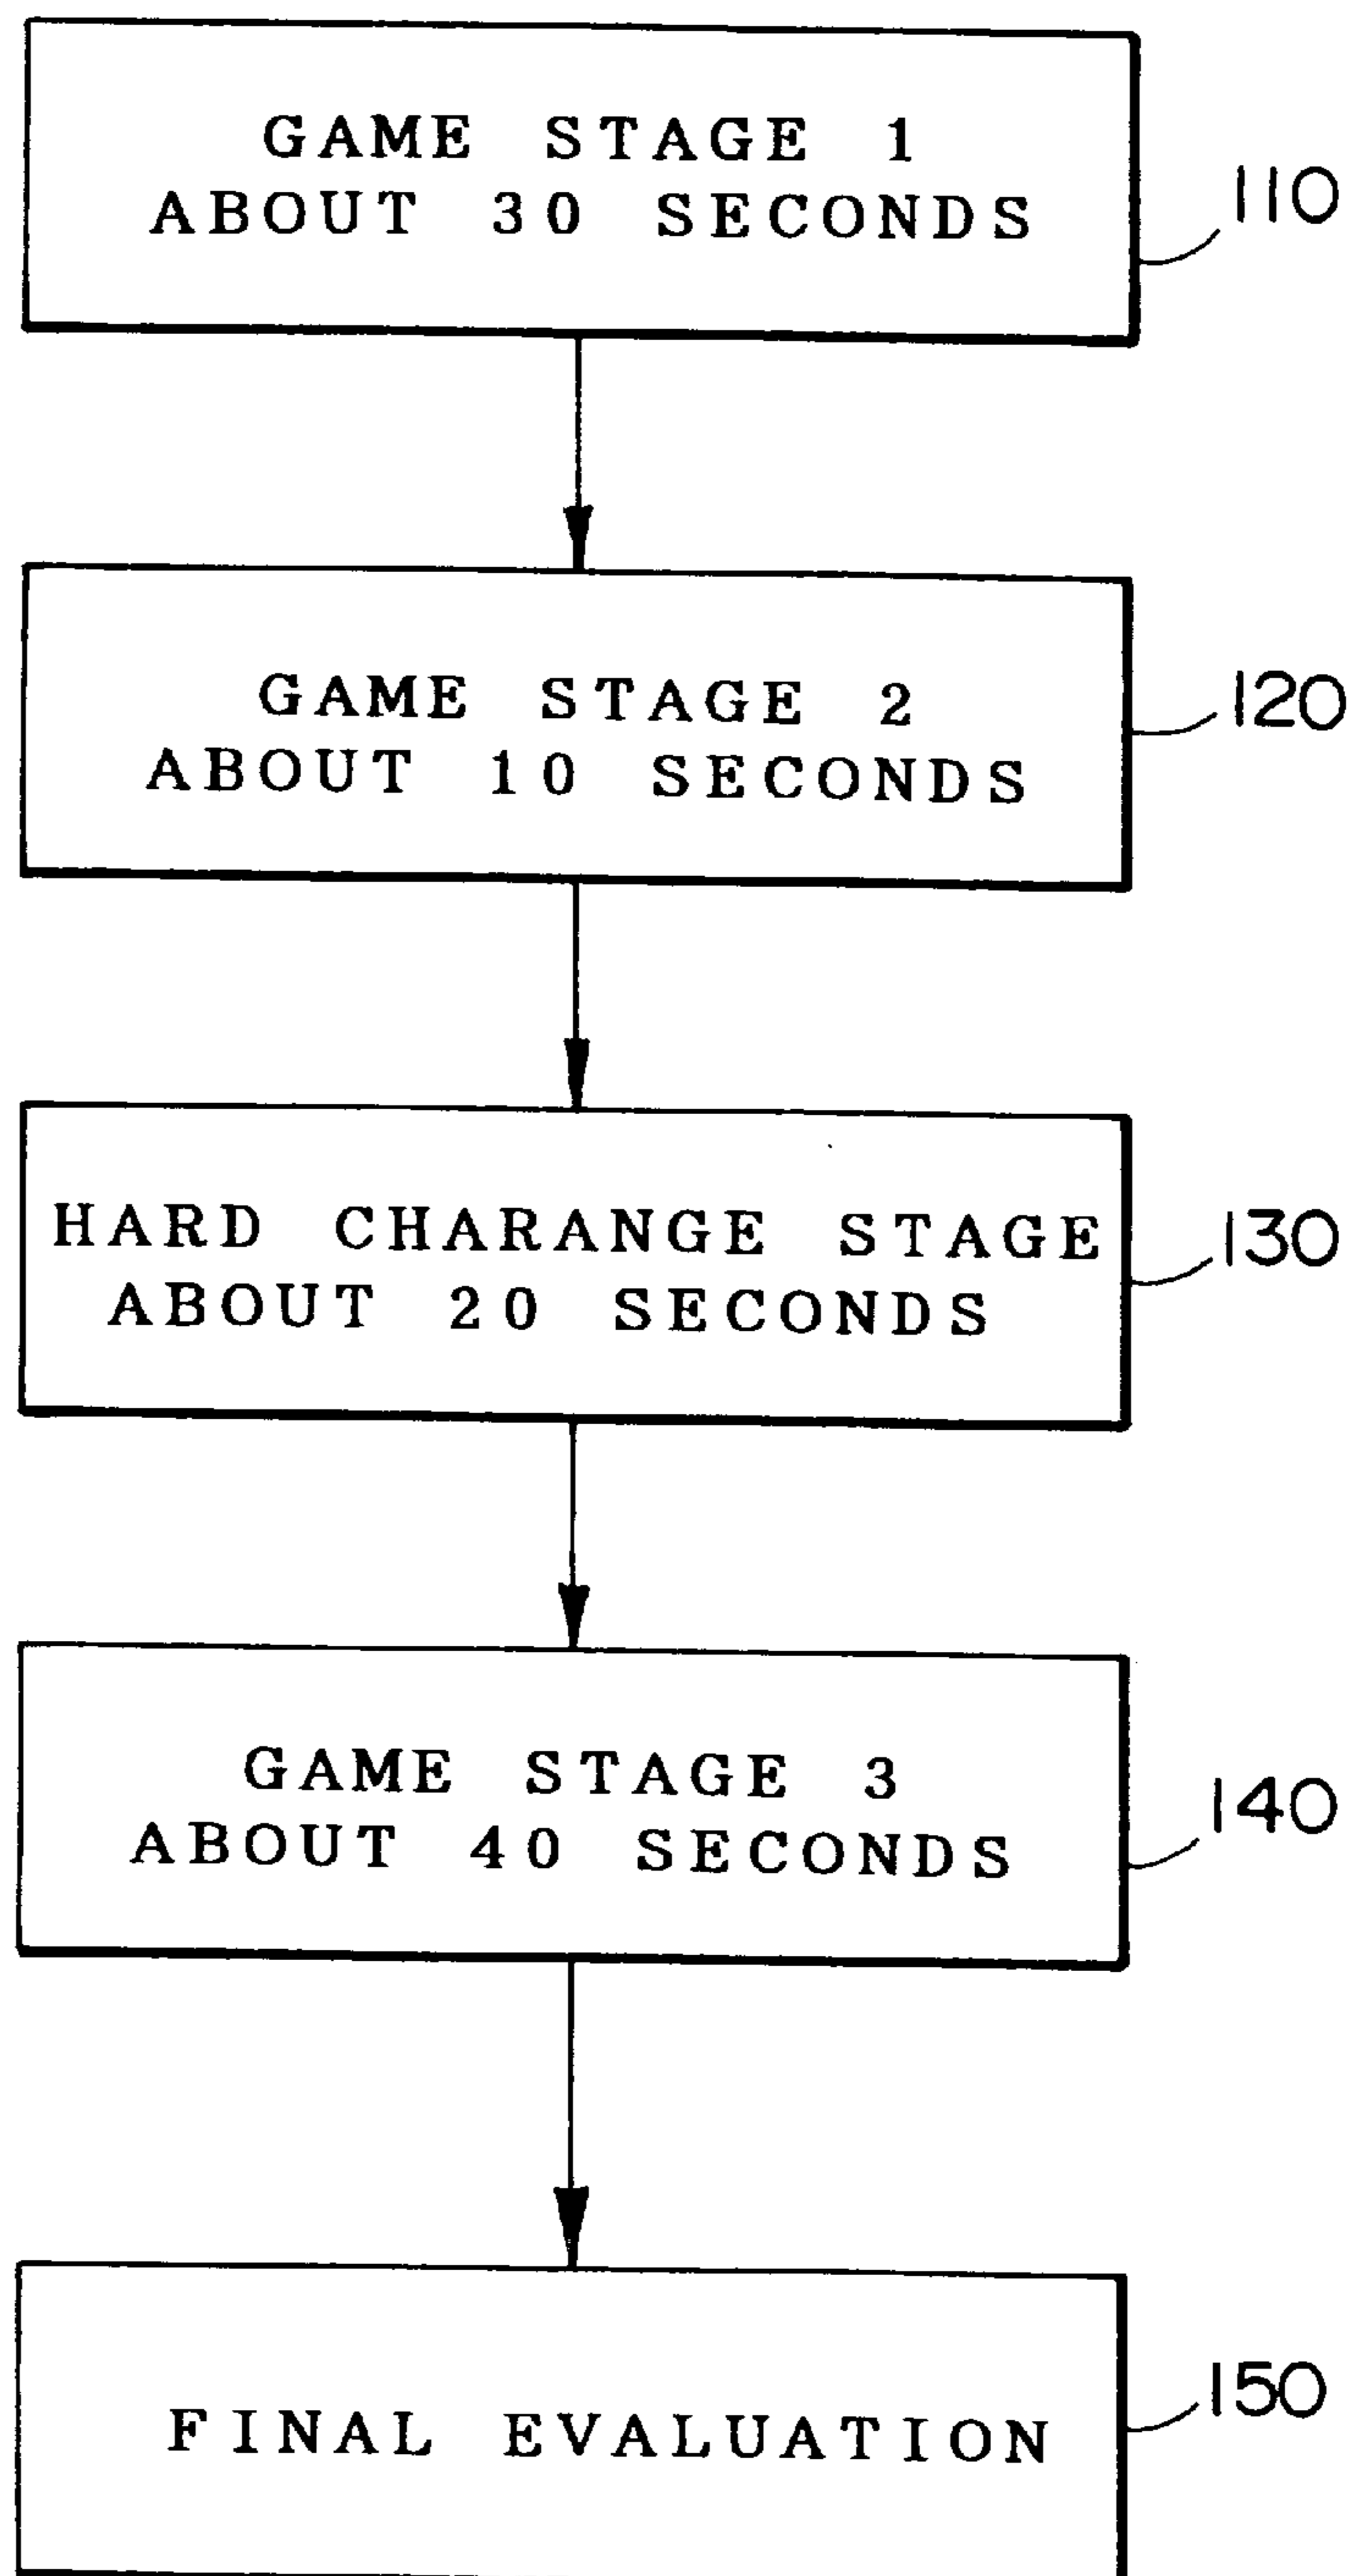 GAME STAGE 1
ABOUT 30 SECONDS
110
GAME STAGE 2
ABOUT 10 SECONDS
120
HARD CHARANGE STAGE
ABOUT 20 SECONDS
130
GAME STAGE 3
ABOUT 40 SECONDS
140
FINAL EVALUATION
150